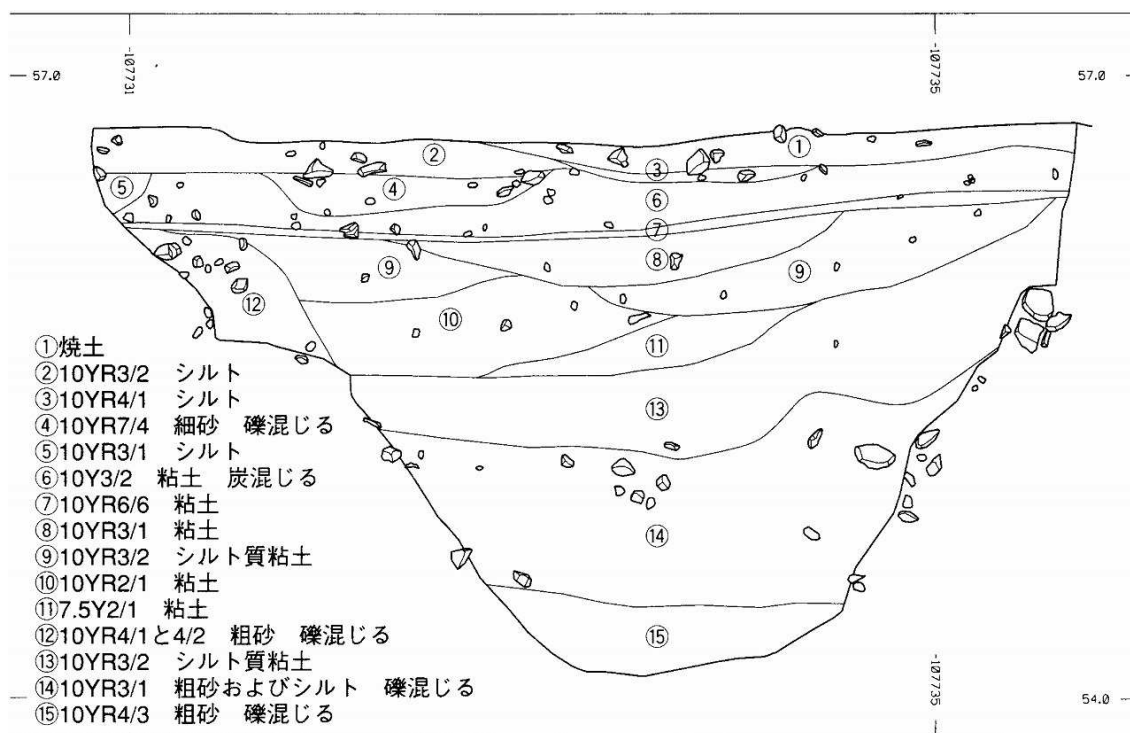 -107731
-107735
57.0
57.0
①
②
③
④
⑤
⑥
⑦
⑧
⑨
⑨
⑩
⑪
⑫
⑬
⑭
⑮
①焼土
②10YR3/2 シルト
③10YR4/1 シルト
④10YR7/4 細砂 礫混じる
⑤10YR3/1 シルト
⑥10Y3/2 粘土 炭混じる
⑦10YR6/6 粘土
⑧10YR3/1 粘土
⑨10YR3/2 シルト質粘土
⑩10YR2/1 粘土
⑪7.5Y2/1 粘土
⑫10YR4/1と4/2 粗砂 礫混じる
⑬10YR3/2 シルト質粘土
⑭10YR3/1 粗砂およびシルト 礫混じる
⑮10YR4/3 粗砂 礫混じる
-107735
54.0